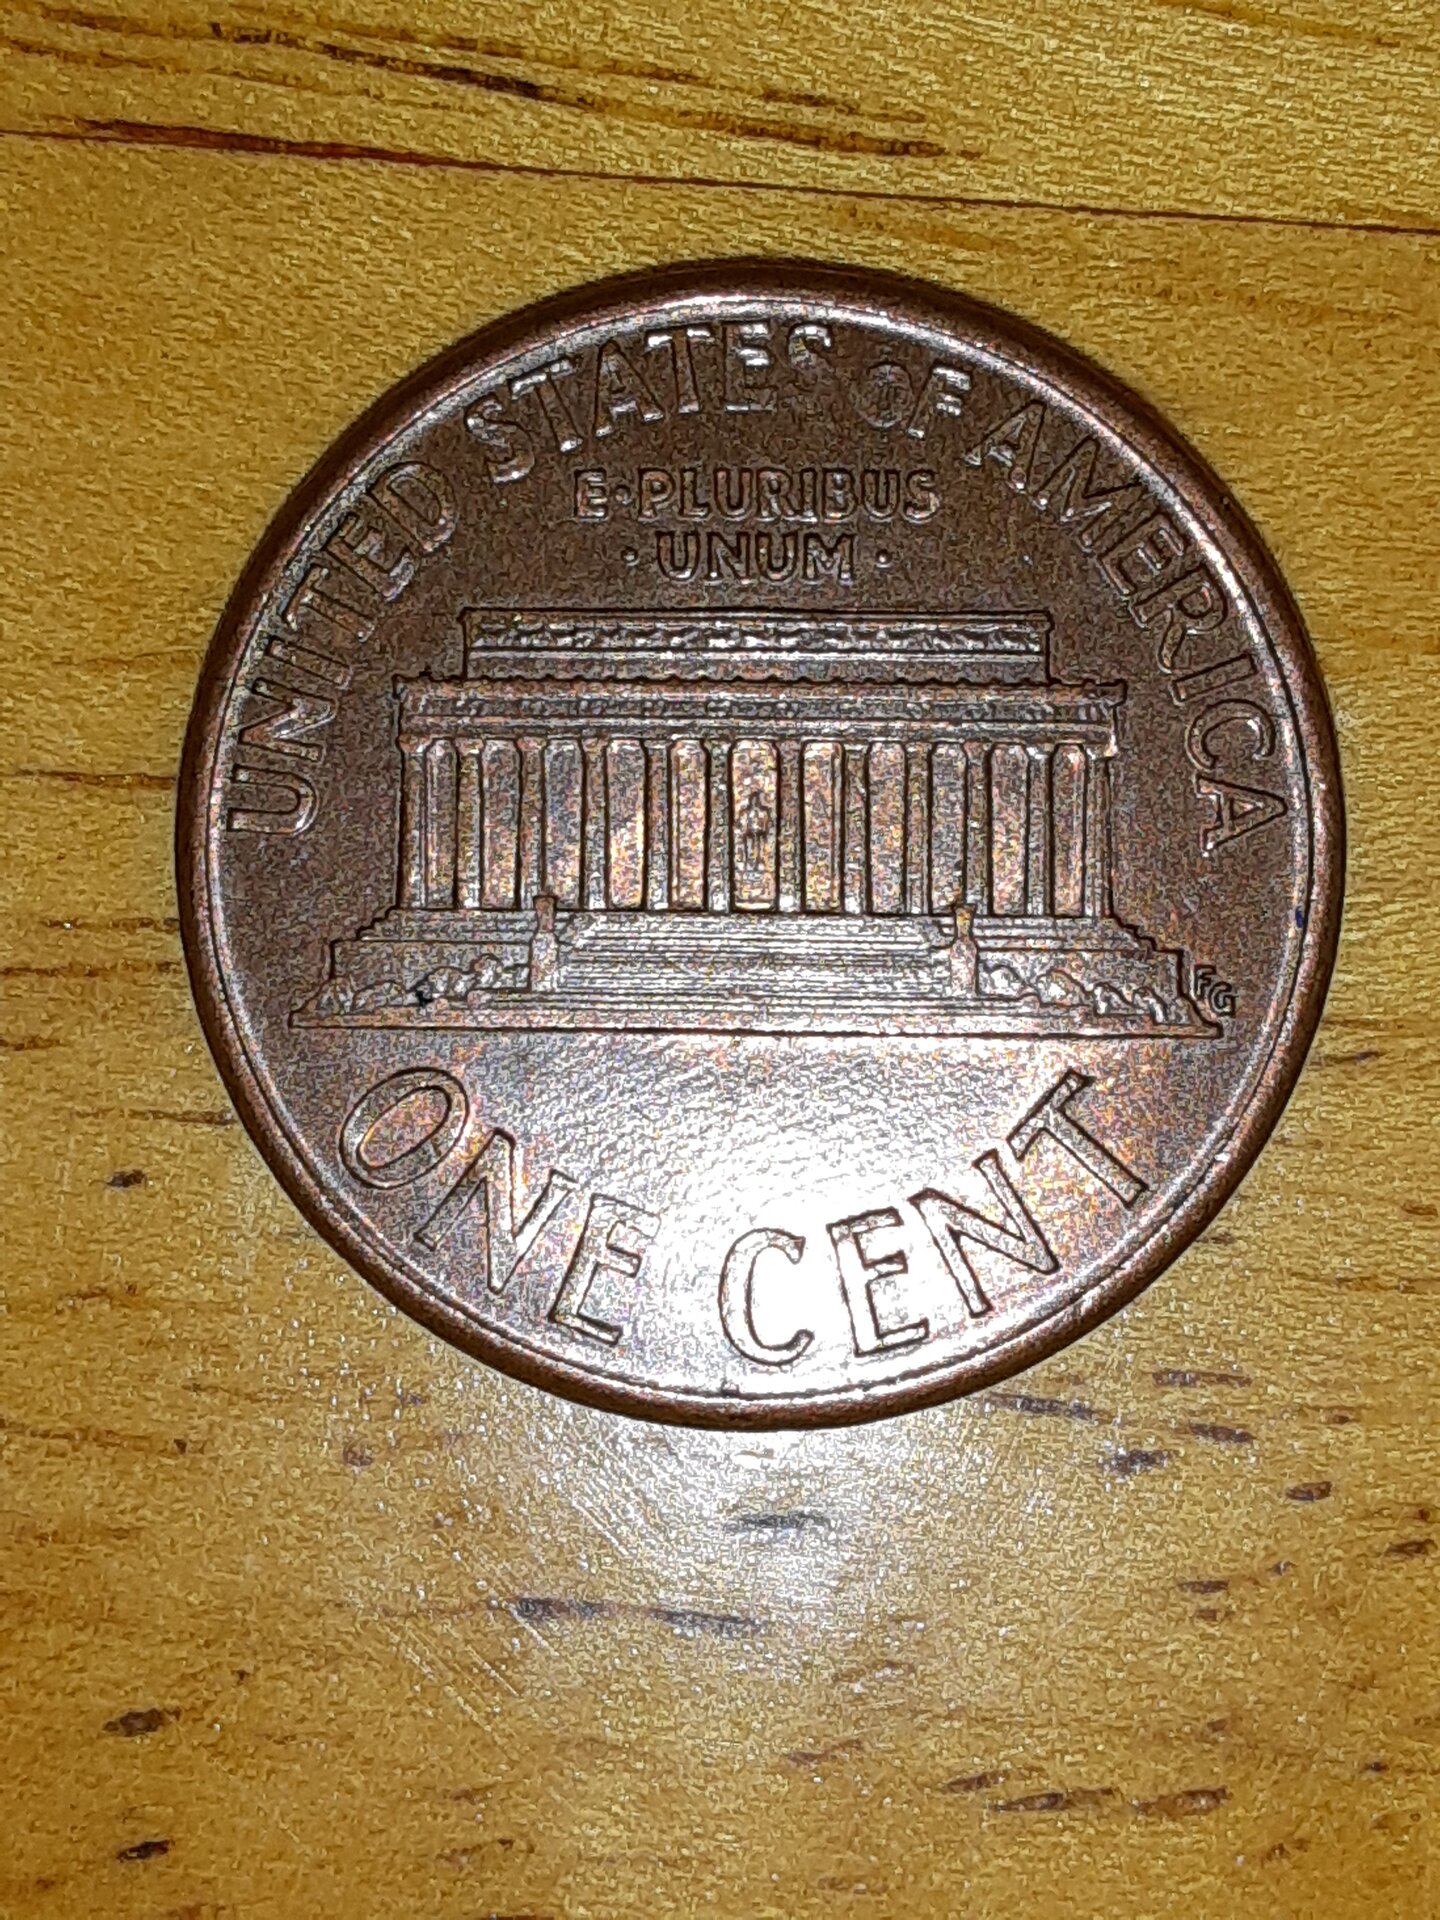 UNITED STATES OF AMERICA
E·PLURIBUS
·UNUM·
FG
ONE CENT